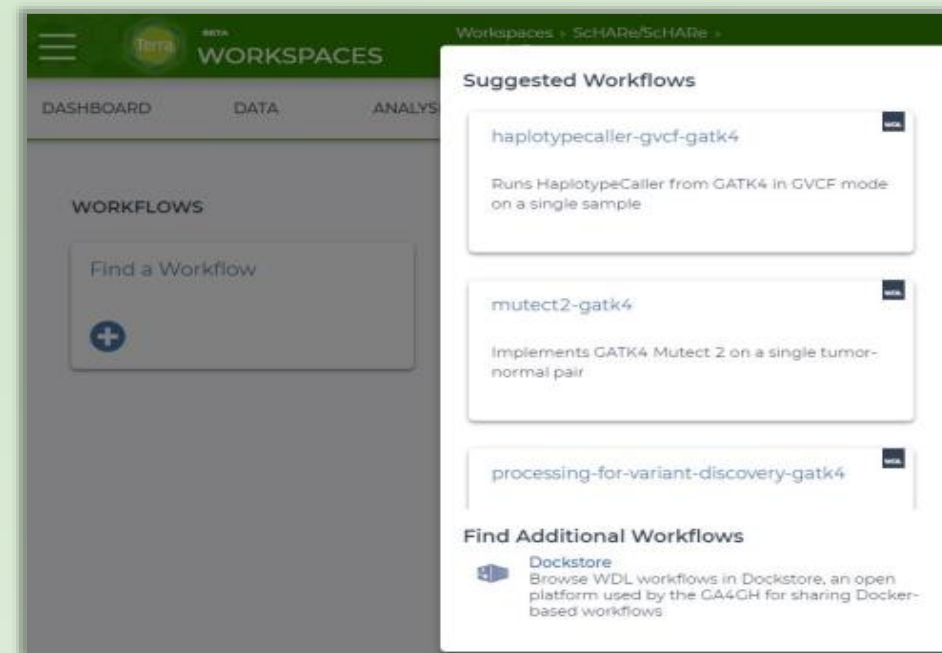 Terra
BETA
WORKSPACES
Workspaces › ScHARe/ScHARe ›
DASHBOARD
DATA
ANALYS
WORKFLOWS
Find a Workflow
Suggested Workflows
WDL
haplotypecaller-gvcf-gatk4
Runs HaplotypeCaller from GATK4 in GVCF mode
on a single sample
WDL
mutect2-gatk4
Implements GATK4 Mutect 2 on a single tumor-
normal pair
WDL
processing-for-variant-discovery-gatk4
Find Additional Workflows
Dockstore
Browse WDL workflows in Dockstore, an open
platform used by the GA4GH for sharing Docker-
based workflows